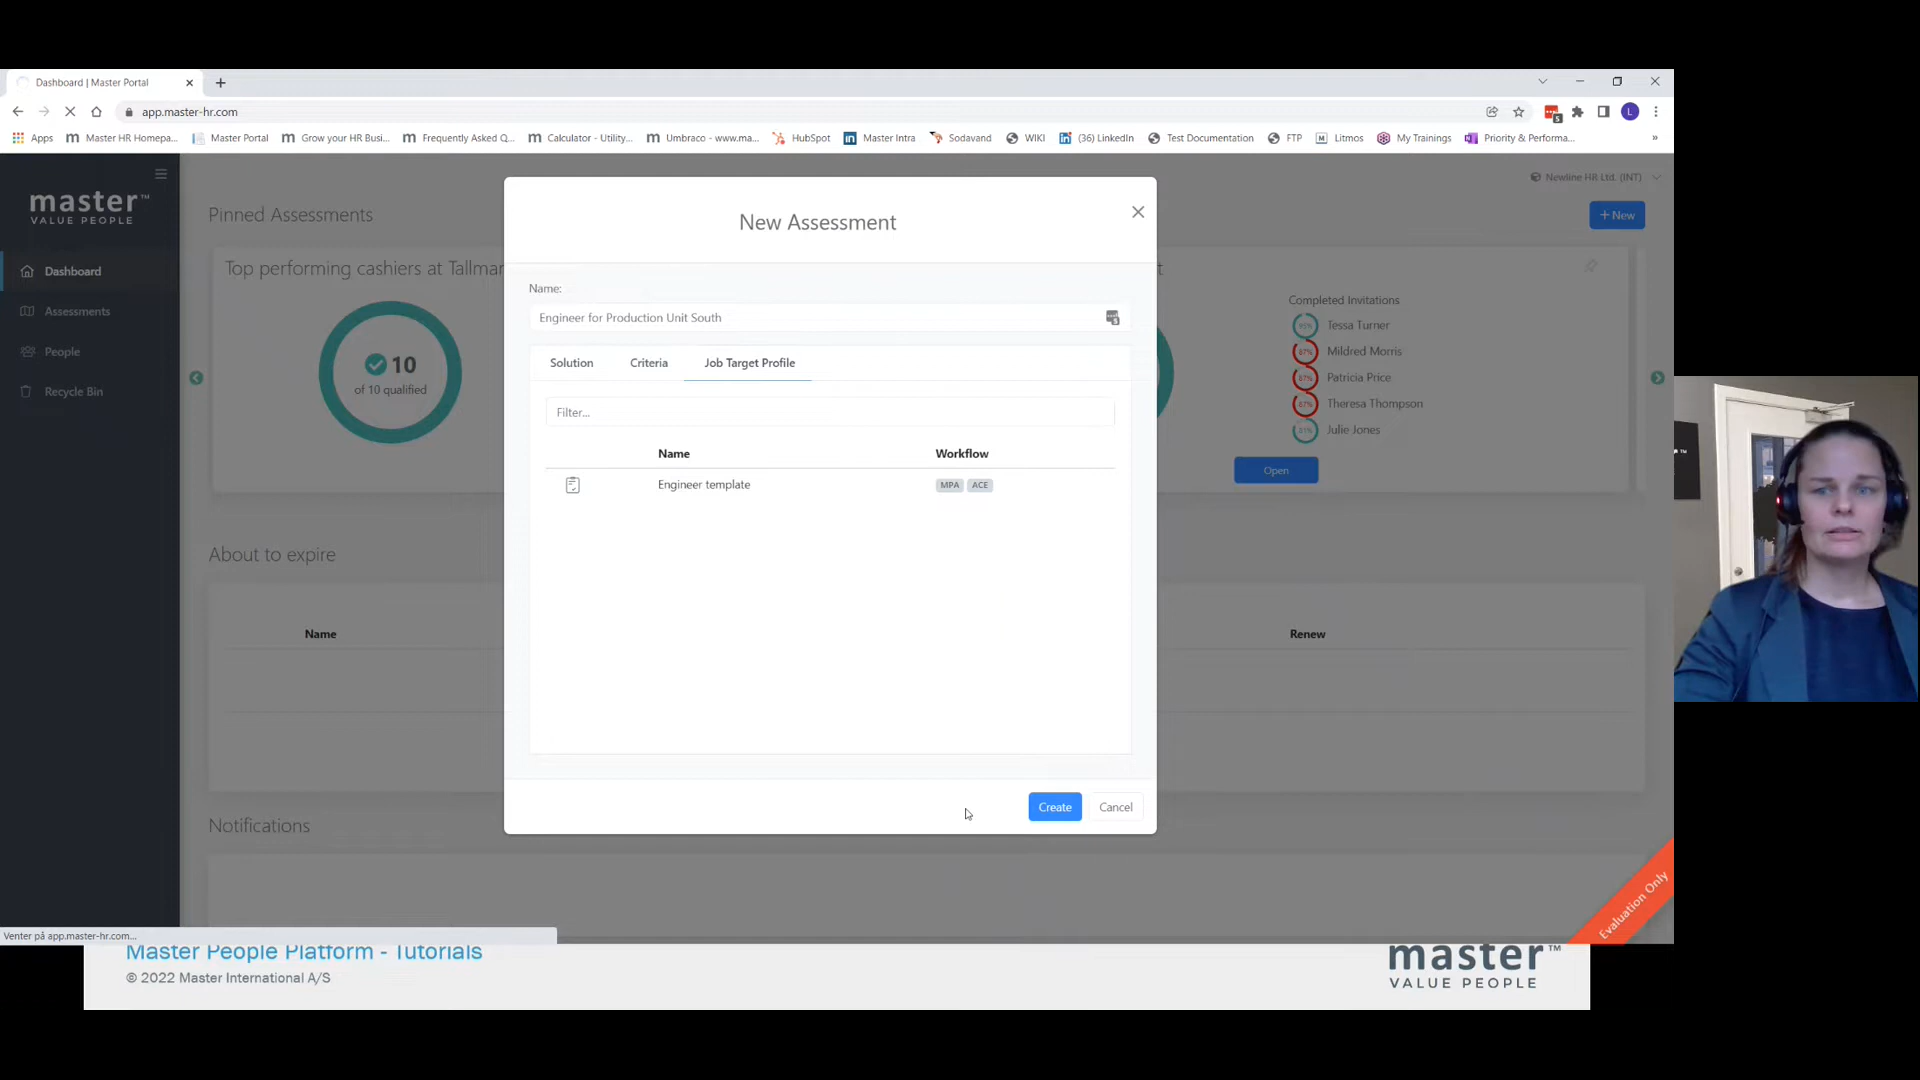 Dashboard | Master Portal
app.master-hr.com
Apps
Master HR Homepa...
Master Portal
Grow your HR Busi...
Frequently Asked Q...
Calculator - Utility...
Umbraco - www.ma...
HubSpot
Master Intra
Sodavand
WIKI
(36) LinkedIn
Test Documentation
FTP
Litmos
My Trainings
Priority & Performa...
»
master™
VALUE PEOPLE
Dashboard
Assessments
People
Recycle Bin
Newline HR Ltd. (INT)
Pinned Assessments
+ New
Top performing cashiers at Tallmar
10
of 10 qualified
Completed Invitations
Tessa Turner
87% Mildred Morris
87% Patricia Price
87% Theresa Thompson
Julie Jones
Open
About to expire
Name
Renew
Notifications
New Assessment
Name:
Engineer for Production Unit South
Solution
Criteria
Job Target Profile
Filter...
Name
Workflow
Engineer template
MPA
ACE
Create
Cancel
Evaluation Only
Venter på app.master-hr.com...
Master People Platform - Tutorials
© 2022 Master International A/S
master™
VALUE PEOPLE